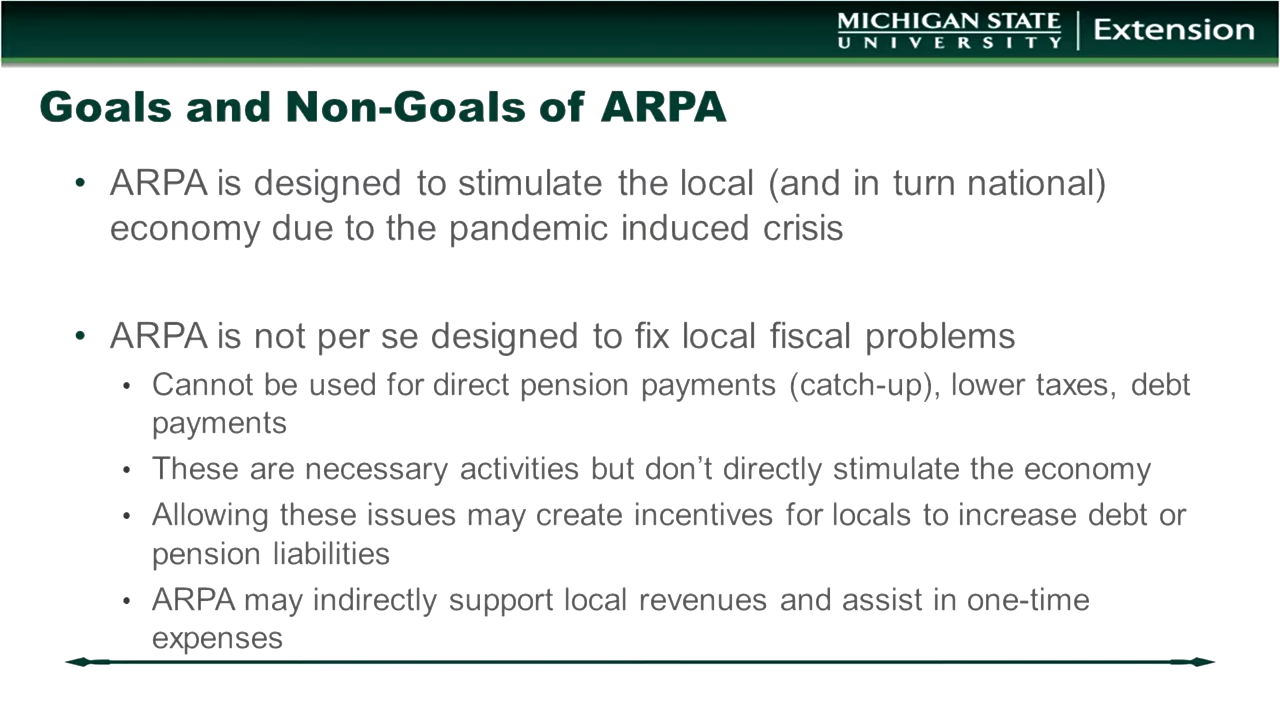 MICHIGAN STATE
UNIVERSITY
Extension
Goals and Non-Goals of ARPA
• ARPA is designed to stimulate the local (and in turn national)
economy due to the pandemic induced crisis
• ARPA is not per se designed to fix local fiscal problems
• Cannot be used for direct pension payments (catch-up), lower taxes, debt
payments
• These are necessary activities but don’t directly stimulate the economy
• Allowing these issues may create incentives for locals to increase debt or
pension liabilities
• ARPA may indirectly support local revenues and assist in one-time
expenses